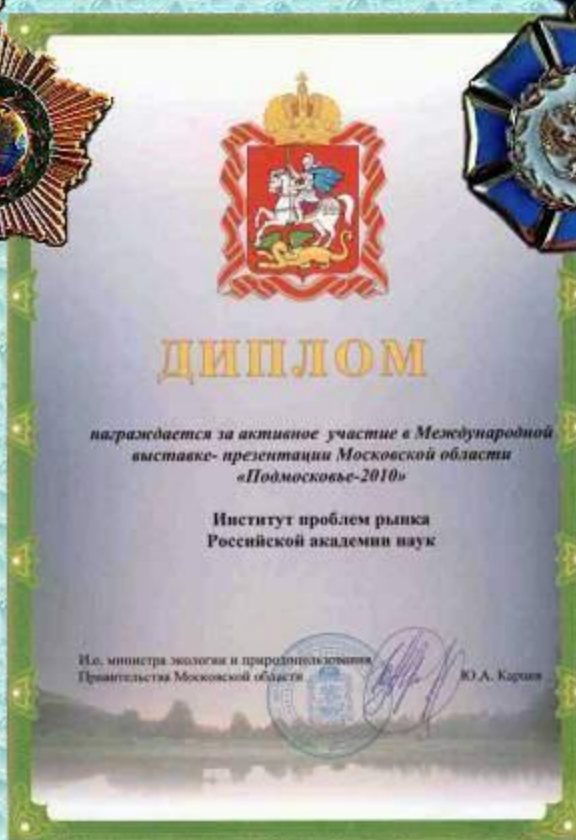 ДИПЛОМ
награждается за активное участие в Международной
выставке- презентации Московской области
«Подмосковье-2010»
Институт проблем рынка
Российской академии наук
И.о. министра экологии и природопользования
Правительства Московской области
Ю.А.